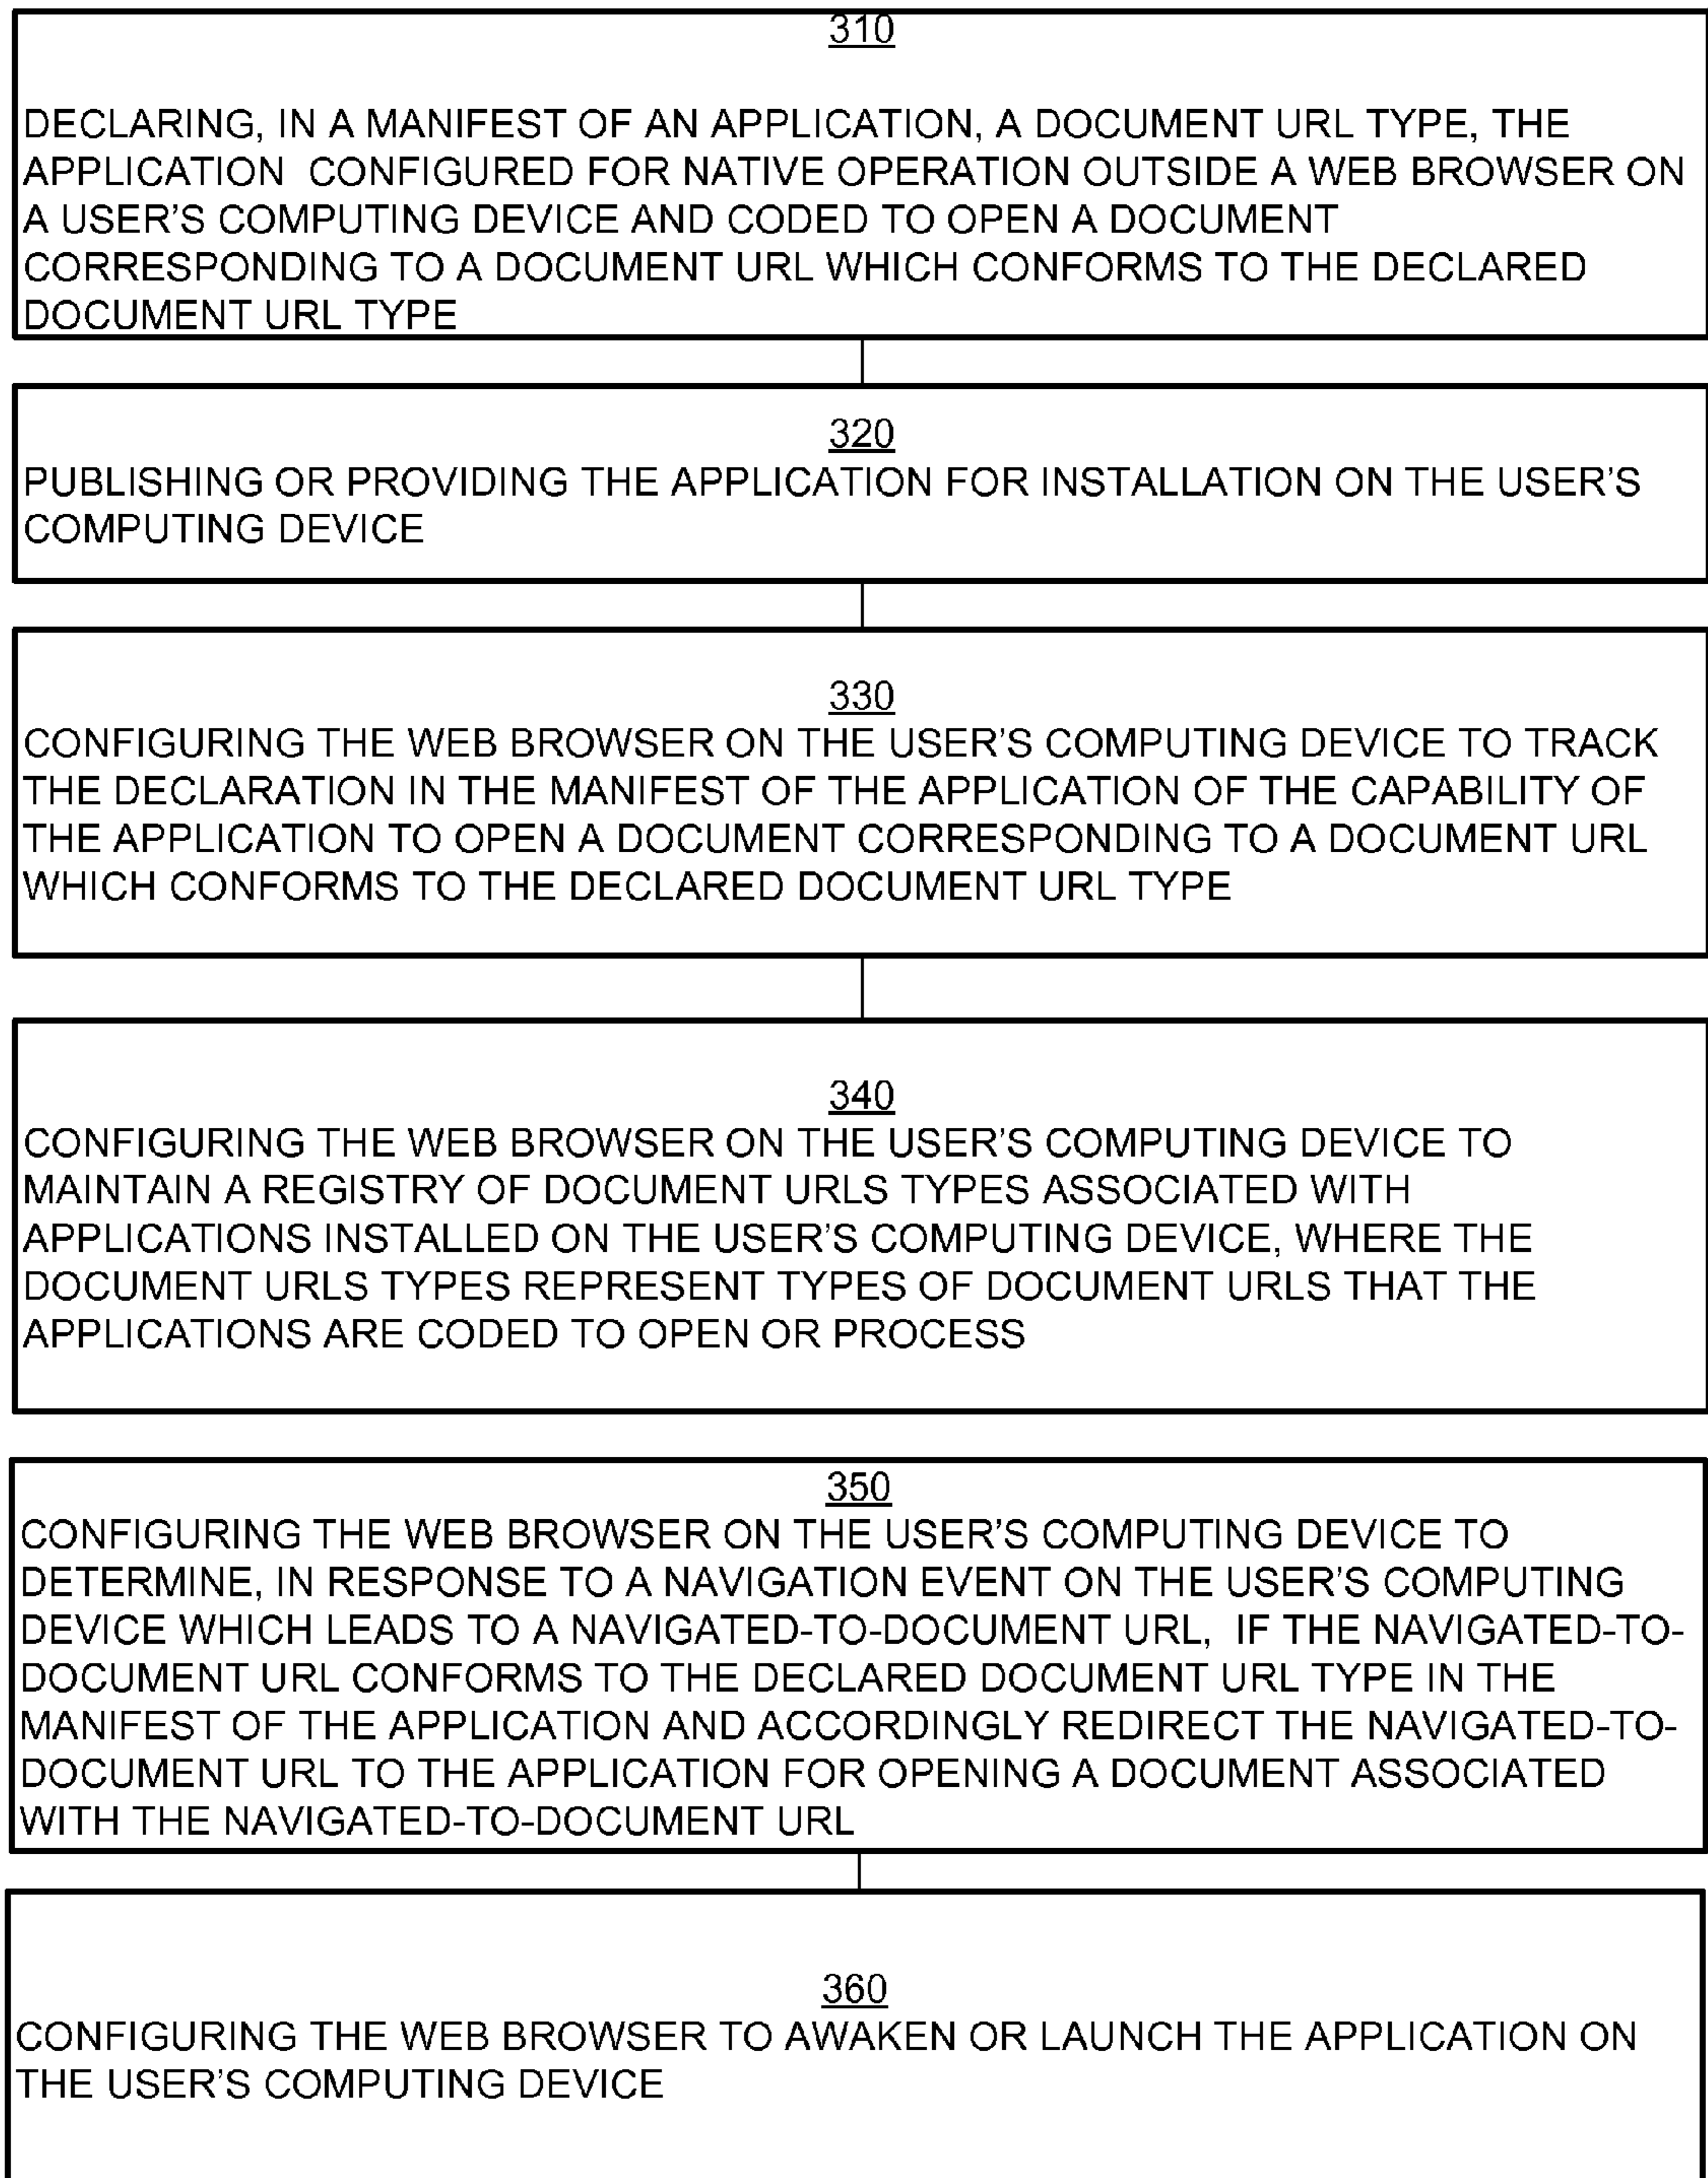 310
DECLARING, IN A MANIFEST OF AN APPLICATION, A DOCUMENT URL TYPE, THE
APPLICATION CONFIGURED FOR NATIVE OPERATION OUTSIDE A WEB BROWSER ON
A USER'S COMPUTING DEVICE AND CODED TO OPEN A DOCUMENT
CORRESPONDING TO A DOCUMENT URL WHICH CONFORMS TO THE DECLARED
DOCUMENT URL TYPE
320
PUBLISHING OR PROVIDING THE APPLICATION FOR INSTALLATION ON THE USER'S
COMPUTING DEVICE
330
CONFIGURING THE WEB BROWSER ON THE USER'S COMPUTING DEVICE TO TRACK
THE DECLARATION IN THE MANIFEST OF THE APPLICATION OF THE CAPABILITY OF
THE APPLICATION TO OPEN A DOCUMENT CORRESPONDING TO A DOCUMENT URL
WHICH CONFORMS TO THE DECLARED DOCUMENT URL TYPE
340
CONFIGURING THE WEB BROWSER ON THE USER'S COMPUTING DEVICE TO
MAINTAIN A REGISTRY OF DOCUMENT URLS TYPES ASSOCIATED WITH
APPLICATIONS INSTALLED ON THE USER'S COMPUTING DEVICE, WHERE THE
DOCUMENT URLS TYPES REPRESENT TYPES OF DOCUMENT URLS THAT THE
APPLICATIONS ARE CODED TO OPEN OR PROCESS
350
CONFIGURING THE WEB BROWSER ON THE USER'S COMPUTING DEVICE TO
DETERMINE, IN RESPONSE TO A NAVIGATION EVENT ON THE USER'S COMPUTING
DEVICE WHICH LEADS TO A NAVIGATED-TO-DOCUMENT URL, IF THE NAVIGATED-TO-
DOCUMENT URL CONFORMS TO THE DECLARED DOCUMENT URL TYPE IN THE
MANIFEST OF THE APPLICATION AND ACCORDINGLY REDIRECT THE NAVIGATED-TO-
DOCUMENT URL TO THE APPLICATION FOR OPENING A DOCUMENT ASSOCIATED
WITH THE NAVIGATED-TO-DOCUMENT URL
360
CONFIGURING THE WEB BROWSER TO AWAKEN OR LAUNCH THE APPLICATION ON
THE USER'S COMPUTING DEVICE